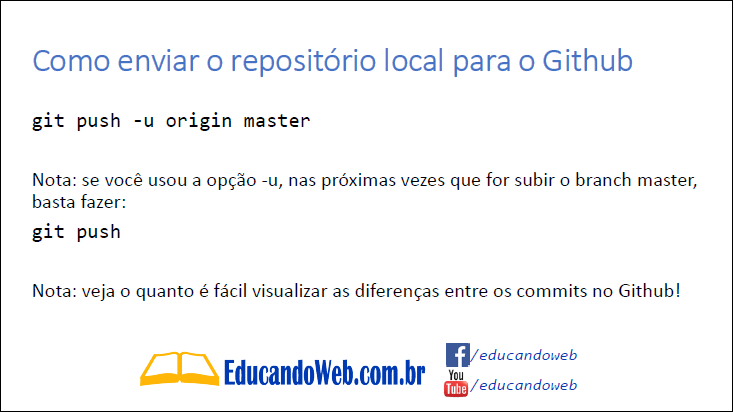 Como enviar o repositório local para o Github
git push -u origin master
Nota: se você usou a opção -u, nas próximas vezes que for subir o branch master,
basta fazer:
git push
Nota: veja o quanto é fácil visualizar as diferenças entre os commits no Github!
EducandoWeb.com.br
f /educandoweb
You Tube /educandoweb